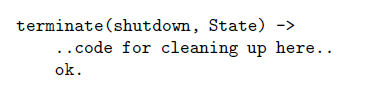 terminate(shutdown, State) ->
    ..code for cleaning up here..
    ok.